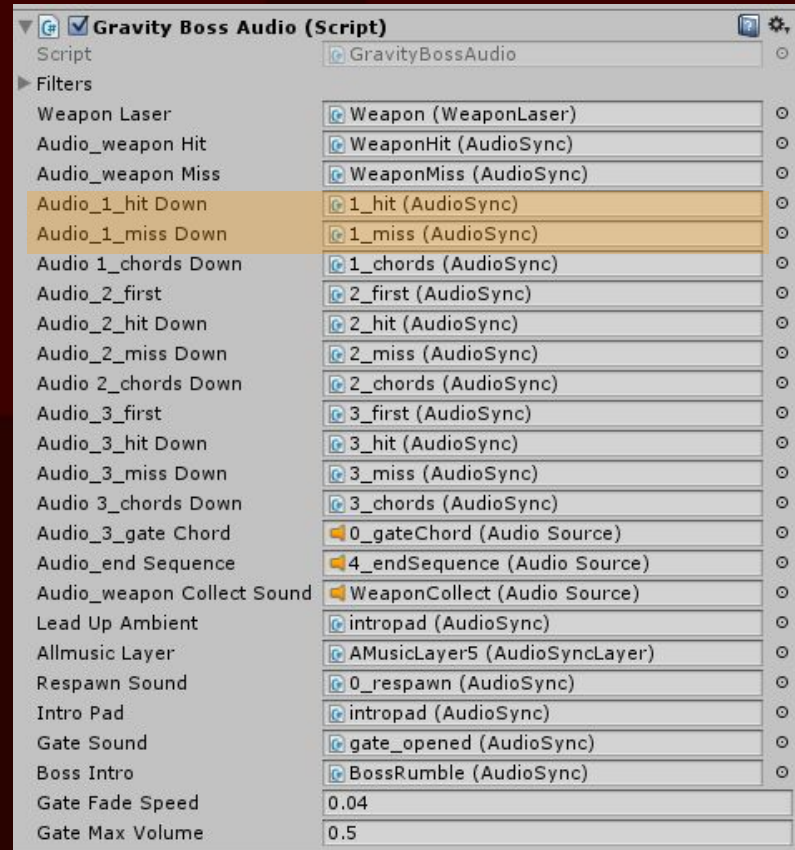 Gravity Boss Audio (Script)
Script GravityBossAudio
Filters
Weapon Laser Weapon (WeaponLaser)
Audio_weapon Hit WeaponHit (AudioSync)
Audio_weapon Miss WeaponMiss (AudioSync)
Audio_1_hit Down 1_hit (AudioSync)
Audio_1_miss Down 1_miss (AudioSync)
Audio 1_chords Down 1_chords (AudioSync)
Audio_2_first 2_first (AudioSync)
Audio_2_hit Down 2_hit (AudioSync)
Audio_2_miss Down 2_miss (AudioSync)
Audio 2_chords Down 2_chords (AudioSync)
Audio_3_first 3_first (AudioSync)
Audio_3_hit Down 3_hit (AudioSync)
Audio_3_miss Down 3_miss (AudioSync)
Audio 3_chords Down 3_chords (AudioSync)
Audio_3_gate Chord 0_gateChord (Audio Source)
Audio_end Sequence 4_endSequence (Audio Source)
Audio_weapon Collect Sound WeaponCollect (Audio Source)
Lead Up Ambient intropad (AudioSync)
Allmusic Layer AMusicLayer5 (AudioSyncLayer)
Respawn Sound 0_respawn (AudioSync)
Intro Pad intropad (AudioSync)
Gate Sound gate_opened (AudioSync)
Boss Intro BossRumble (AudioSync)
Gate Fade Speed 0.04
Gate Max Volume 0.5